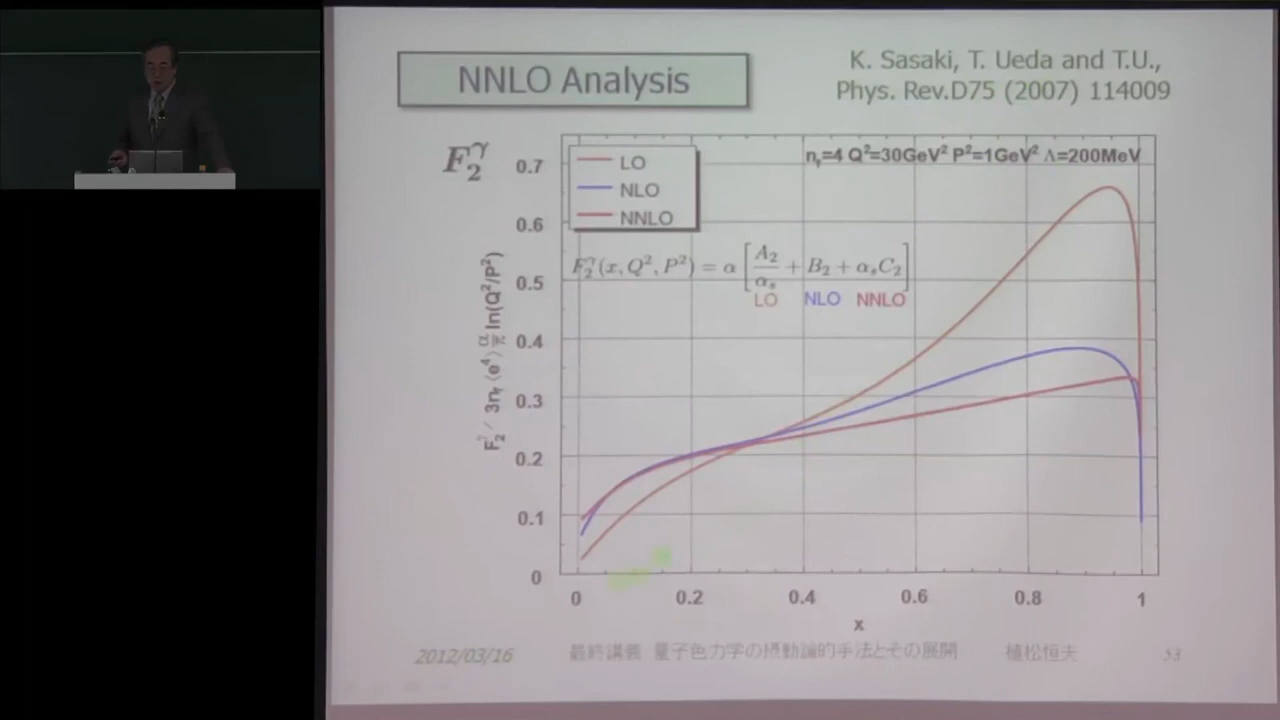 NNLO Analysis
K. Sasaki, T. Ueda and T.U.,
Phys. Rev.D75 (2007) 114009
F₂^γ
LO
NLO
NNLO
n_f=4 Q²=30GeV² P²=1GeV² Λ=200MeV
F₂^γ(x, Q², P²) = α [A₂/α_s + B₂ + α_s C₂]
LO NLO NNLO
F₂^γ / 3n_f ⟨e⁴⟩ α/π ln(Q²/P²)
0.7
0.6
0.5
0.4
0.3
0.2
0.1
0
0 0.2 0.4 0.6 0.8 1
x
2012/03/16 最終講義 量子色力学の摂動論的手法とその展開 植松恒夫 53